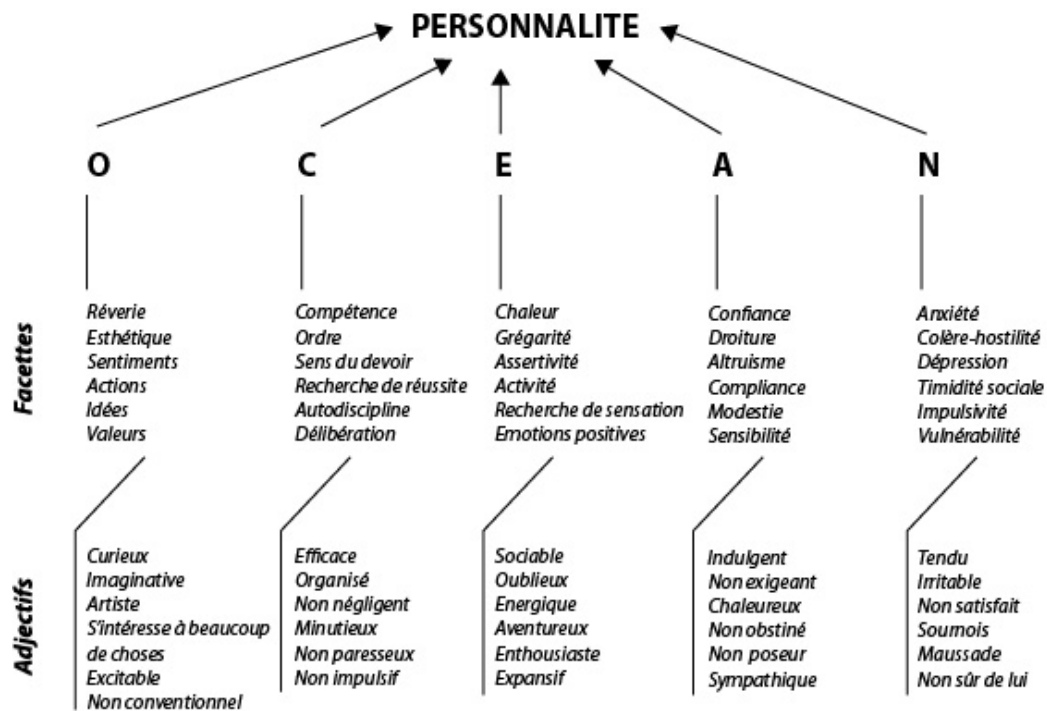 PERSONNALITE
O
C
E
A
N
Facettes
Rêverie
Esthétique
Sentiments
Actions
Idées
Valeurs
Compétence
Ordre
Sens du devoir
Recherche de réussite
Autodiscipline
Délibération
Chaleur
Grégarité
Assertivité
Activité
Recherche de sensation
Emotions positives
Confiance
Droiture
Altruisme
Compliance
Modestie
Sensibilité
Anxiété
Colère-hostilité
Dépression
Timidité sociale
Impulsivité
Vulnérabilité
Adjectifs
Curieux
Imaginative
Artiste
S'intéresse à beaucoup
de choses
Excitable
Non conventionnel
Efficace
Organisé
Non négligent
Minutieux
Non paresseux
Non impulsif
Sociable
Oublieux
Energique
Aventureux
Enthousiaste
Expansif
Indulgent
Non exigeant
Chaleureux
Non obstiné
Non poseur
Sympathique
Tendu
Irritable
Non satisfait
Sournois
Maussade
Non sûr de lui